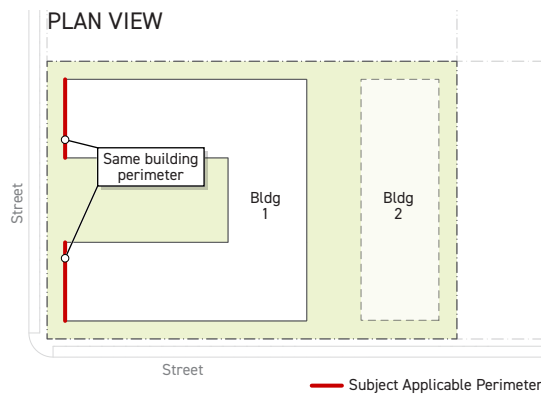 PLAN VIEW
Same building
perimeter
Bldg
1
Bldg
2
Street
Street
Subject Applicable Perimeter